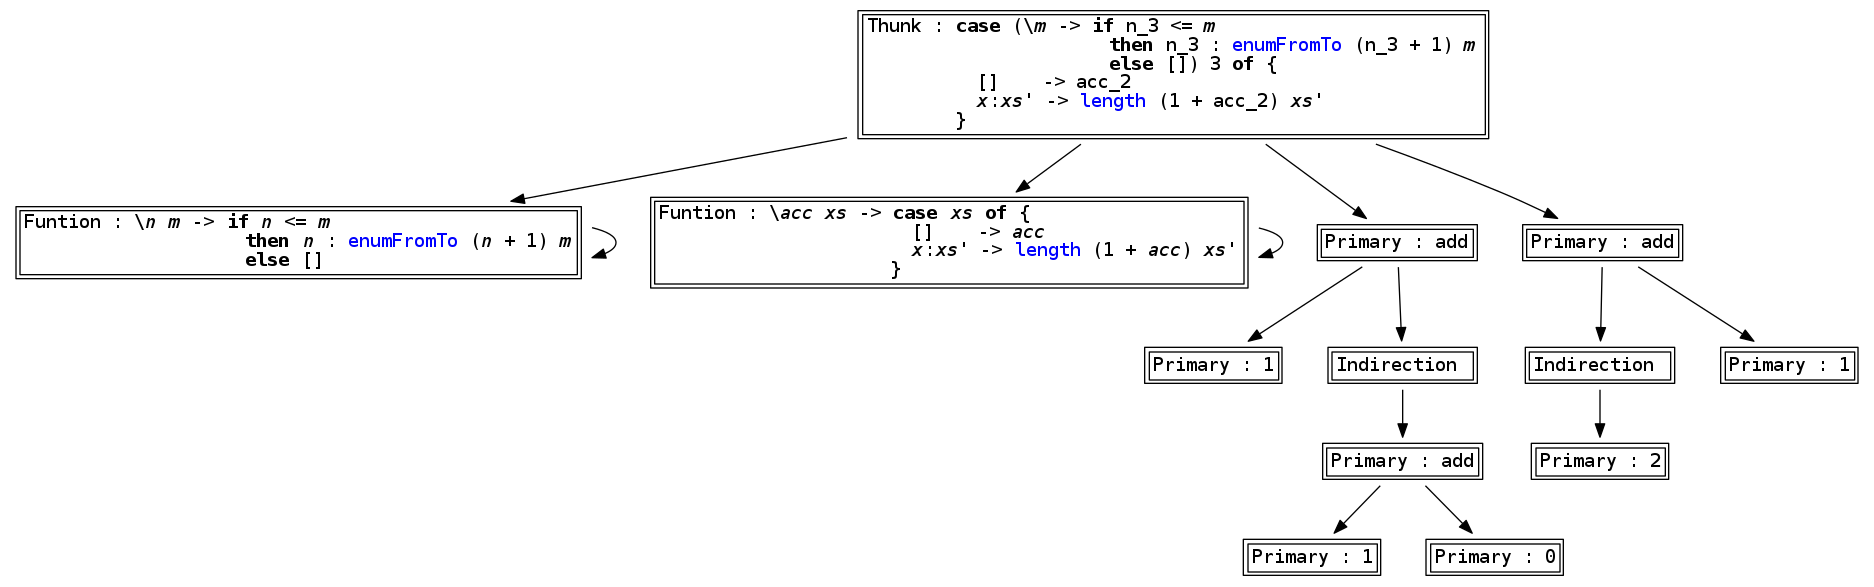 Thunk : case (\m -> if n_3 <= m
then n_3 : enumFromTo (n_3 + 1) m
else []) 3 of {
[]    -> acc_2
x:xs' -> length (1 + acc_2) xs'
}
Funtion : \n m -> if n <= m
then n : enumFromTo (n + 1) m
else []
Funtion : \acc xs -> case xs of {
[]    -> acc
x:xs' -> length (1 + acc) xs'
}
Primary : add
Primary : add
Primary : 1
Indirection
Indirection
Primary : 1
Primary : add
Primary : 2
Primary : 1
Primary : 0